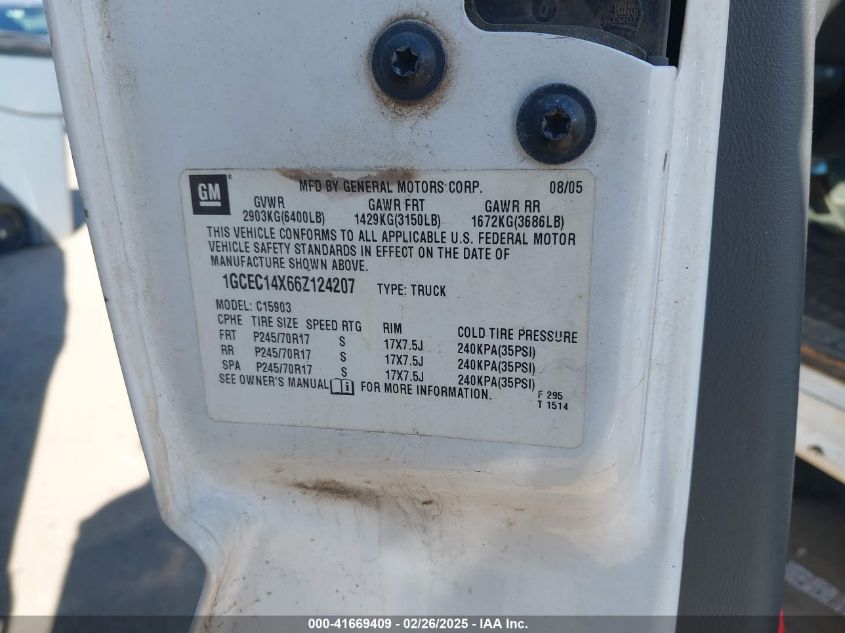 GM
MFD BY GENERAL MOTORS CORP. 08/05
GVWR GAWR FRT GAWR RR
2903KG(6400LB) 1429KG(3150LB) 1672KG(3686LB)
THIS VEHICLE CONFORMS TO ALL APPLICABLE U.S. FEDERAL MOTOR
VEHICLE SAFETY STANDARDS IN EFFECT ON THE DATE OF
MANUFACTURE SHOWN ABOVE.
1GCEC14X66Z124207 TYPE: TRUCK
MODEL: C15903
CPHE TIRE SIZE SPEED RTG RIM COLD TIRE PRESSURE
FRT P245/70R17 S 17X7.5J 240KPA(35PSI)
RR P245/70R17 S 17X7.5J 240KPA(35PSI)
SPA P245/70R17 S 17X7.5J 240KPA(35PSI)
SEE OWNER'S MANUAL i FOR MORE INFORMATION.
F 295
T 1514
000-41669409 - 02/26/2025 - IAA Inc.